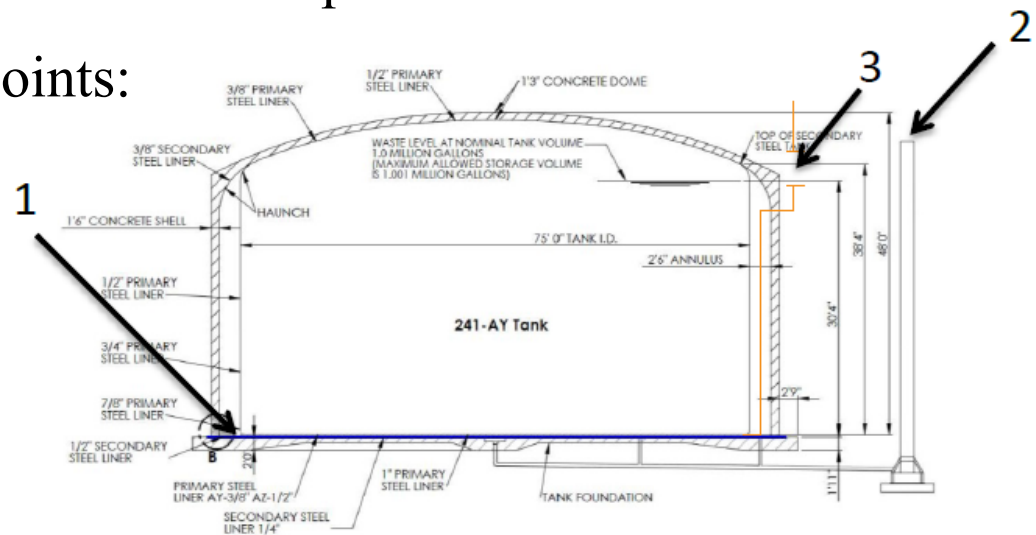 oints:
2
3
1
1/2" PRIMARY
STEEL LINER
1'3" CONCRETE DOME
3/8" PRIMARY
STEEL LINER
WASTE LEVEL AT NOMINAL TANK VOLUME
1.0 MILLION GALLONS
(MAXIMUM ALLOWED STORAGE VOLUME
IS 1.001 MILLION GALLONS)
TOP OF SECONDARY
STEEL
3/8" SECONDARY
STEEL LINER
HAUNCH
1'6" CONCRETE SHELL
75' 0" TANK I.D.
2'6" ANNULUS
38'4"
48'0"
30'4"
1/2" PRIMARY
STEEL LINER
241-AY Tank
3/4" PRIMARY
STEEL LINER
7/8" PRIMARY
STEEL LINER
2'9"
1/2" SECONDARY
STEEL LINER
B
2'0"
1'11"
PRIMARY STEEL
LINER AY-3/8" AZ-1/2"
1" PRIMARY
STEEL LINER
TANK FOUNDATION
SECONDARY STEEL
LINER 1/4"